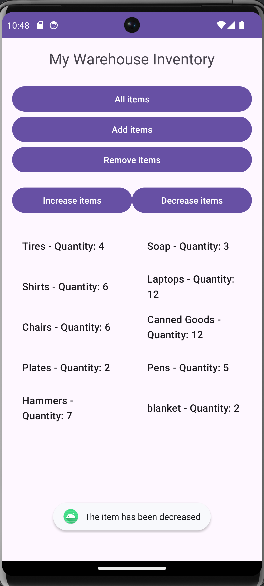 10:48
My Warehouse Inventory
All items
Add items
Remove items
Increase items
Decrease items
Tires - Quantity: 4
Soap - Quantity: 3
Shirts - Quantity: 6
Laptops - Quantity:
12
Chairs - Quantity: 6
Canned Goods -
Quantity: 12
Plates - Quantity: 2
Pens - Quantity: 5
Hammers -
Quantity: 7
blanket - Quantity: 2
The item has been decreased